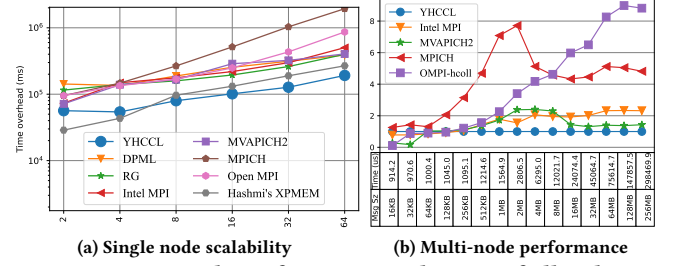 10⁶
10⁵
10⁴
Time overhead (ms)
YHCCL
DPML
RG
Intel MPI
MVAPICH2
MPICH
Open MPI
Hashmi's XPMEM
2 4 8 16 32 64
(a) Single node scalability
8
6
4
2
0
YHCCL
Intel MPI
MVAPICH2
MPICH
OMPI-hcoll
Time (us) 914.2 970.6 1000.4 1045.0 1095.1 1214.6 1564.9 2806.5 6295.0 12021.7 24074.4 45064.7 75614.7 147857.5 298469.9
Msg Sz 16KB 32KB 64KB 128KB 256KB 512KB 1MB 2MB 4MB 8MB 16MB 32MB 64MB 128MB 256MB
(b) Multi-node performance